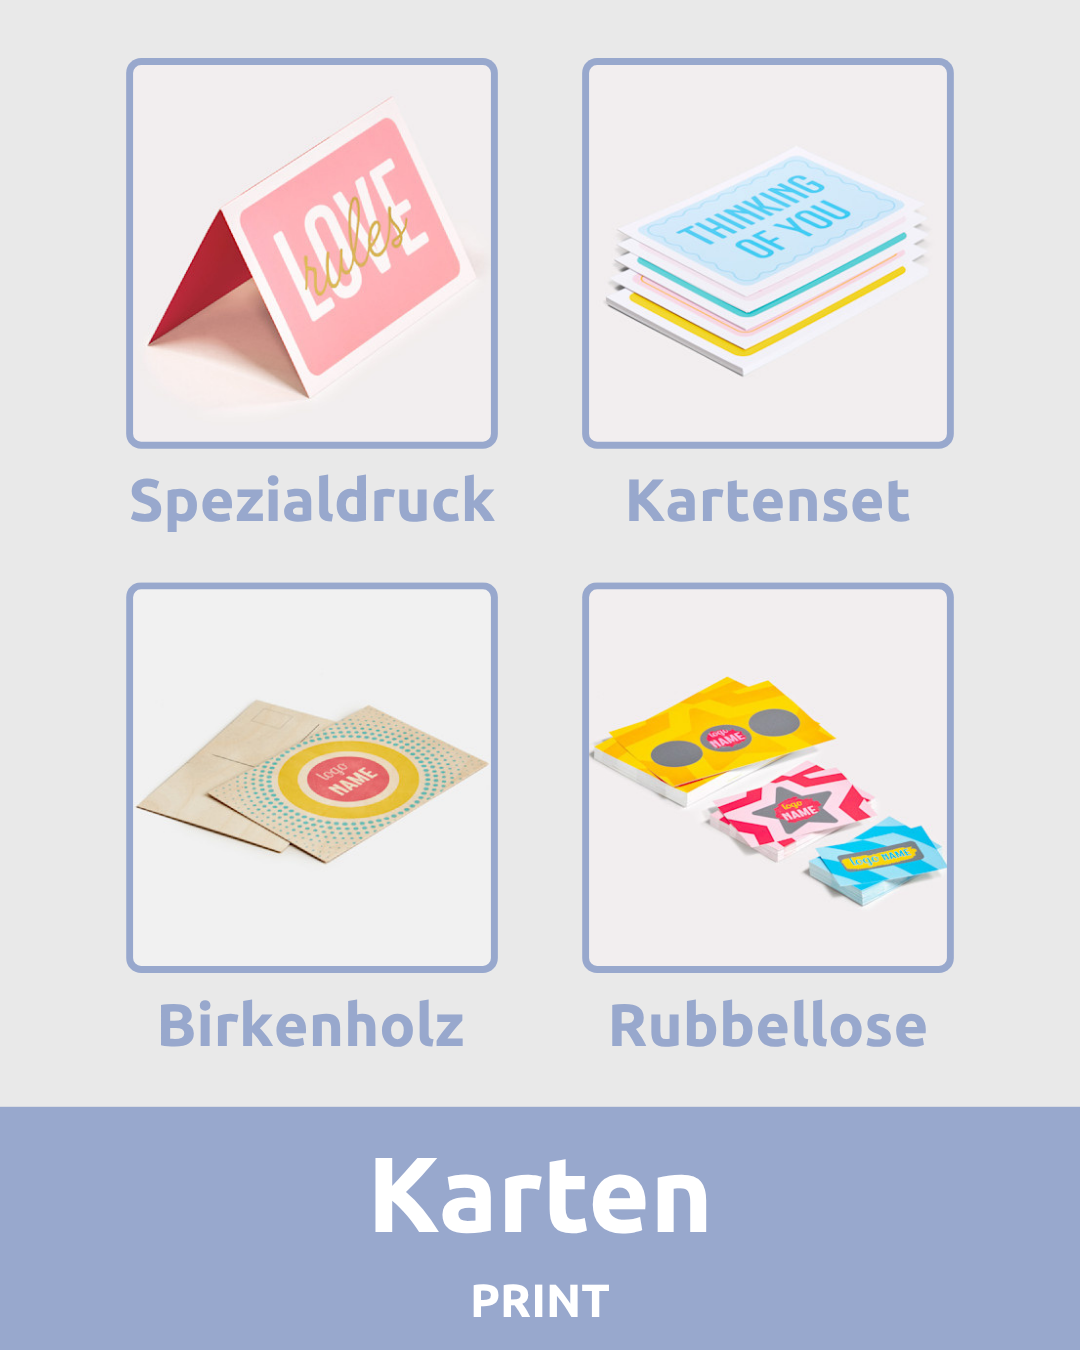 LOVE
rules
THINKING
OF YOU
Spezialdruck
Kartenset
logo
NAME
logo
NAME
logo
NAME
logo NAME
Birkenholz
Rubbellose
Karten
PRINT